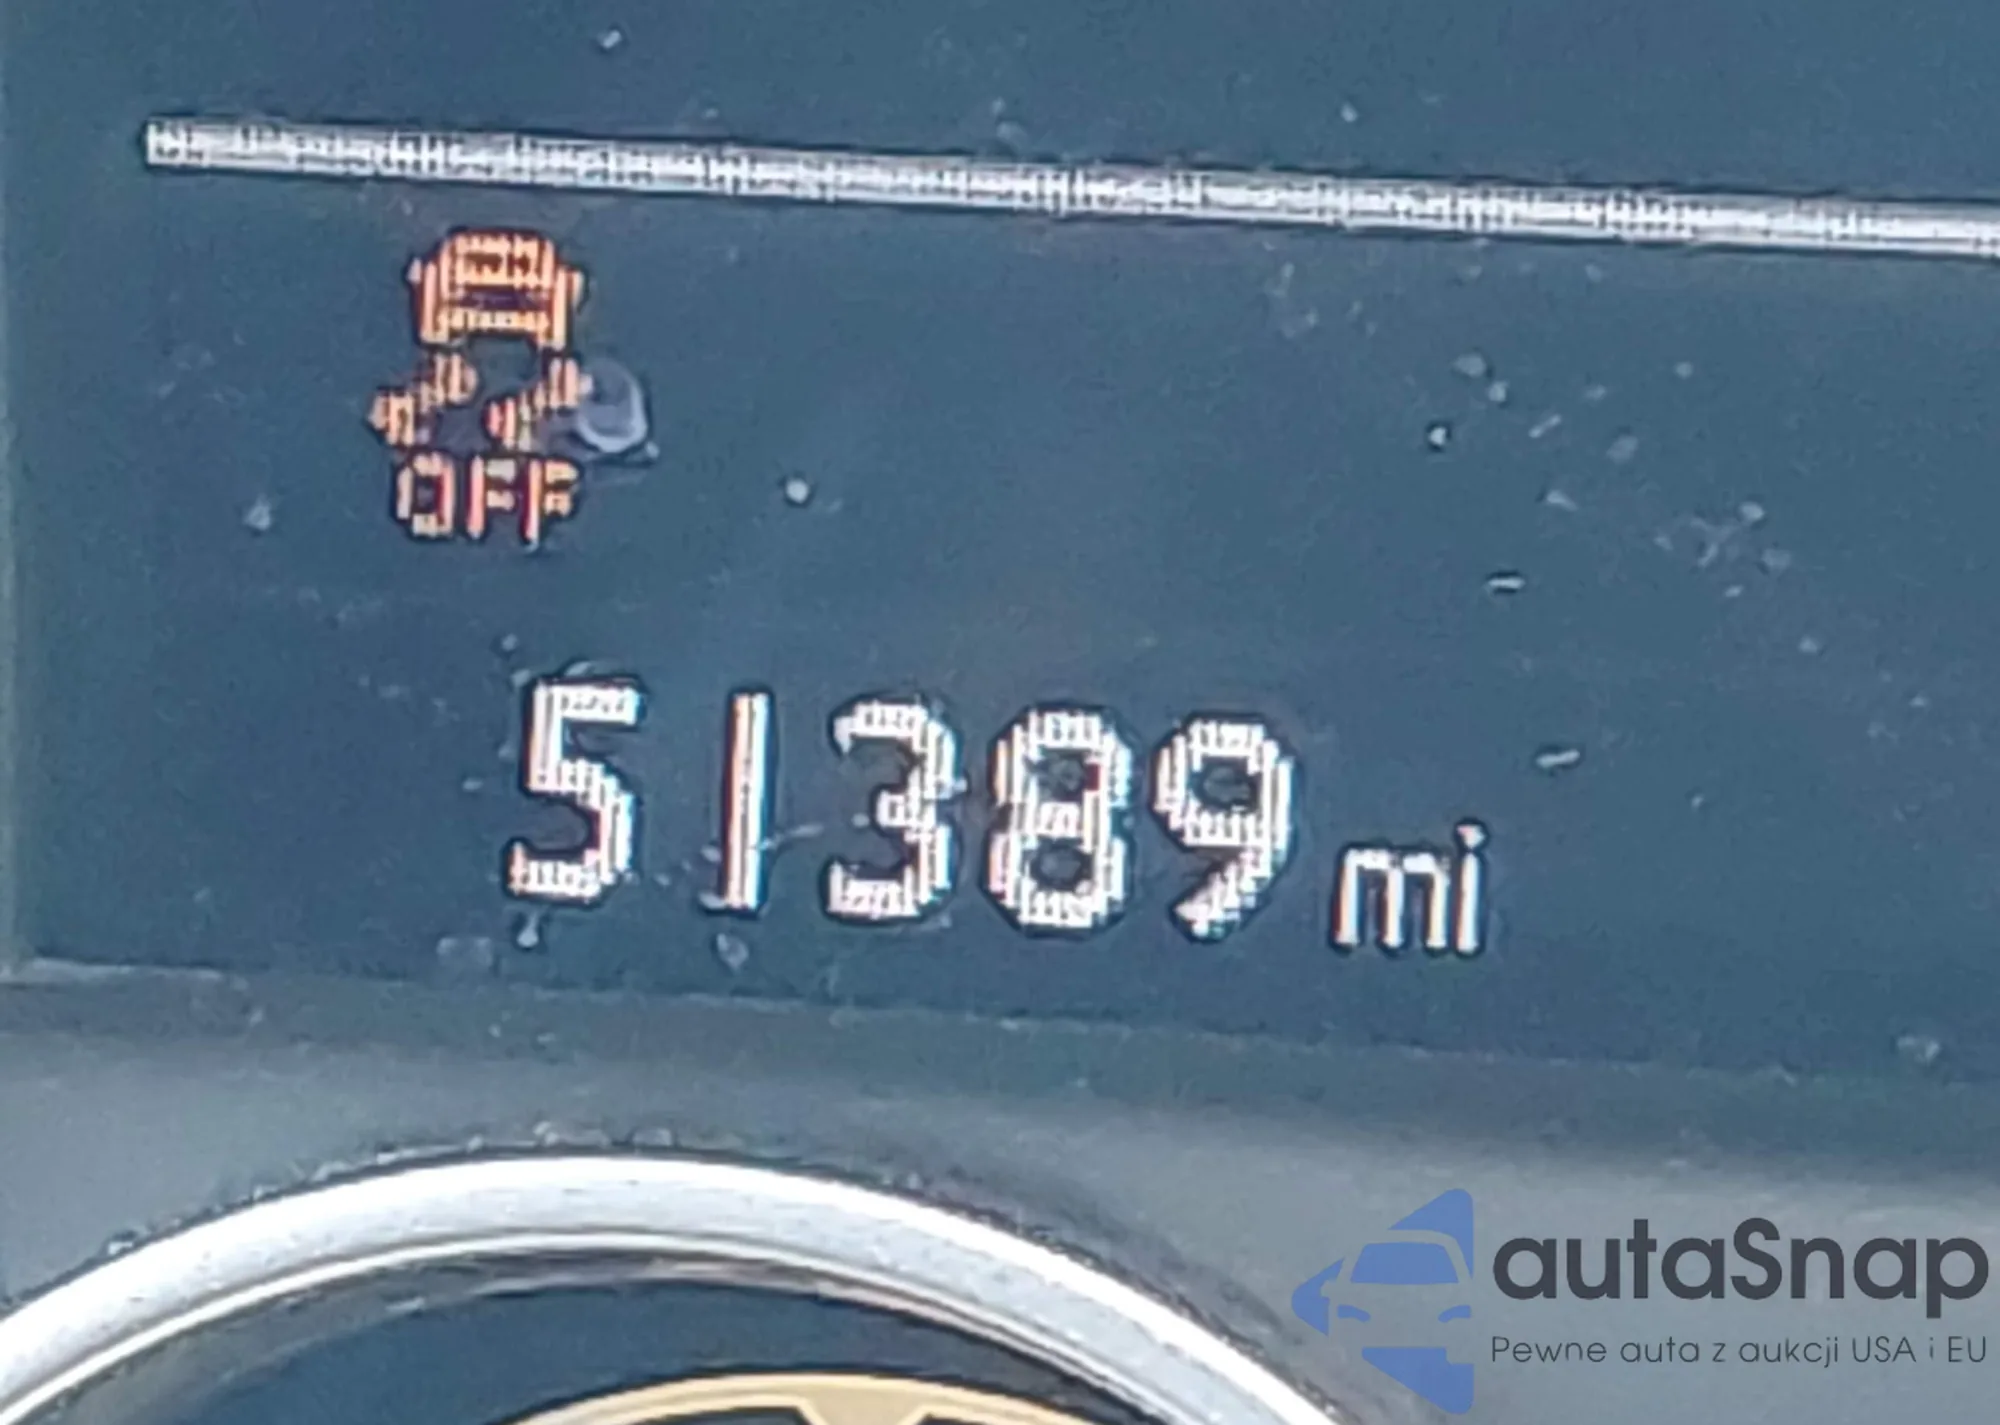 OFF
51389 mi
autaSnap
Pewne auta z aukcji USA i EU